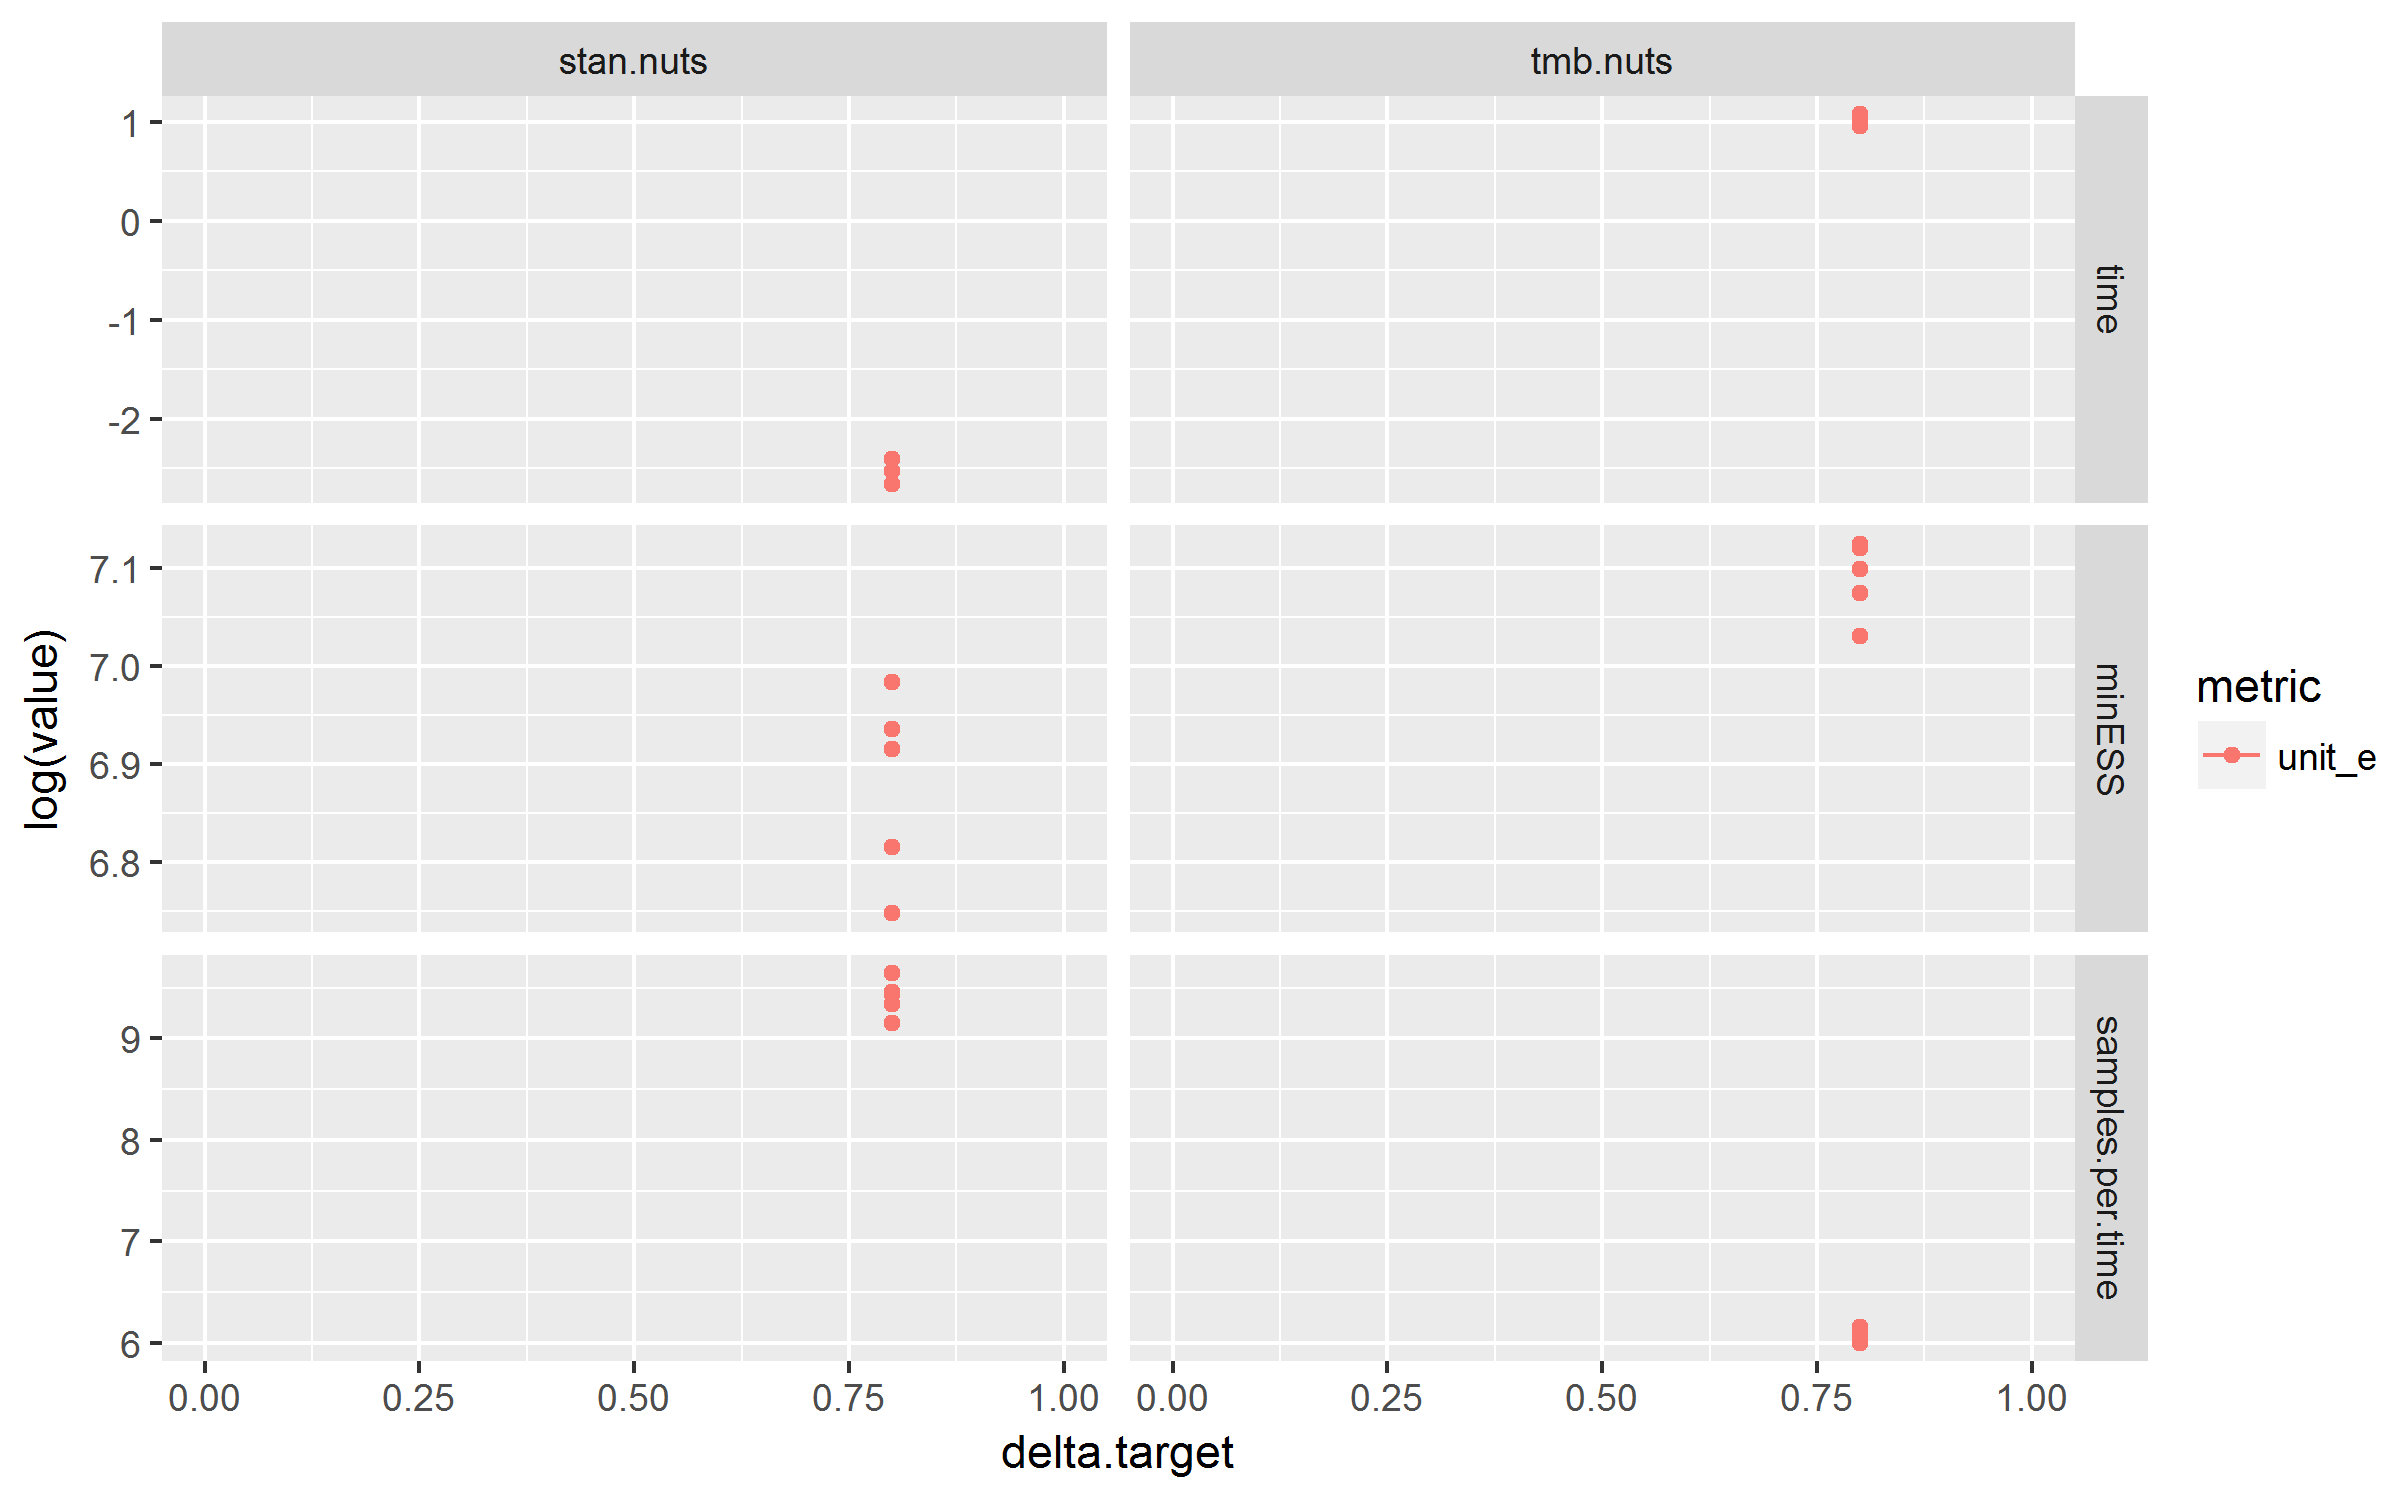 stan.nuts
tmb.nuts
1
0
-1
-2
time
7.1
7.0
6.9
6.8
minESS
9
8
7
6
samples.per.time
log(value)
0.00 0.25 0.50 0.75 1.00
0.00 0.25 0.50 0.75 1.00
delta.target
metric
unit_e